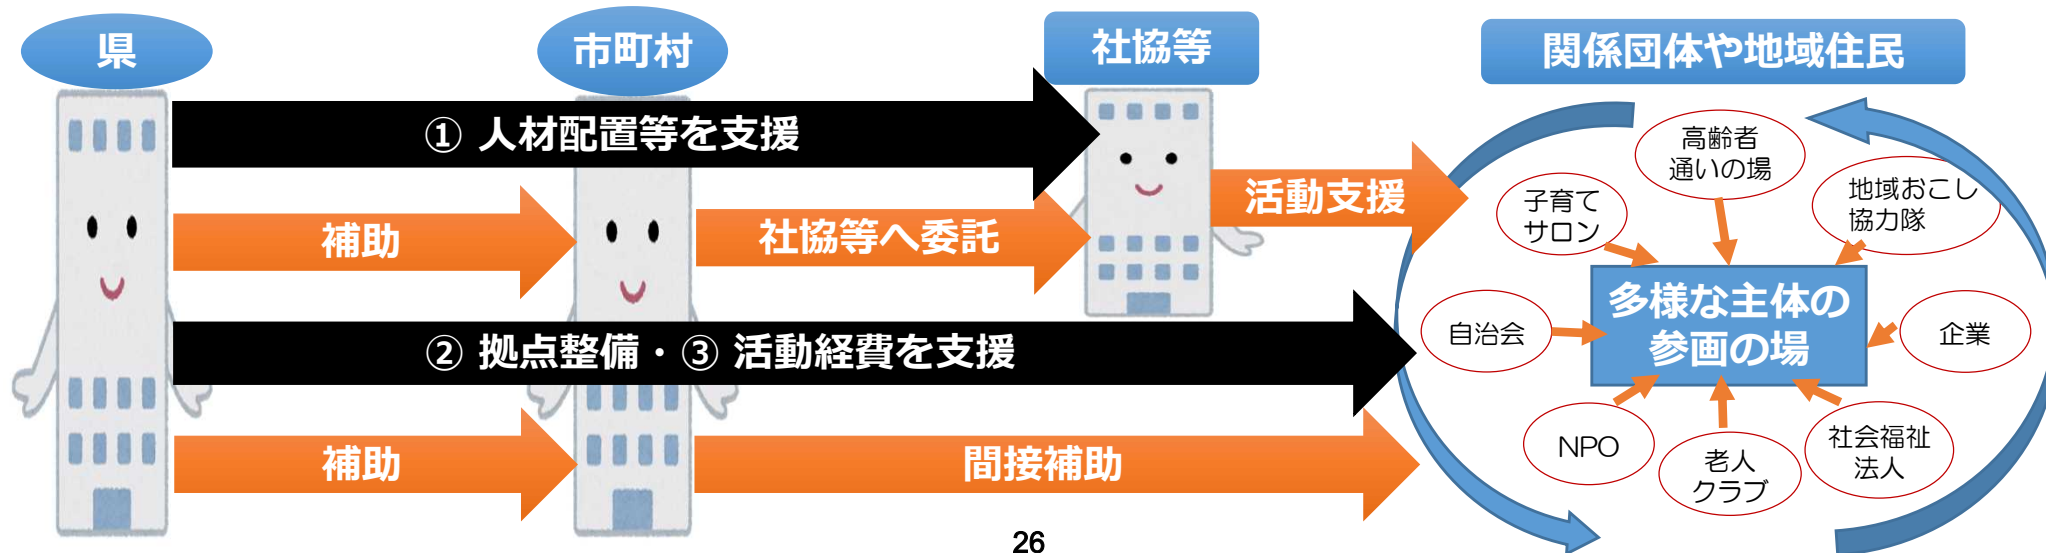 県
市町村
社協等
関係団体や地域住民
① 人材配置等を支援
補助
社協等へ委託
活動支援
② 拠点整備・③ 活動経費を支援
補助
間接補助
高齢者
通いの場
子育て
サロン
地域おこし
協力隊
多様な主体の
参画の場
自治会
企業
NPO
老人
クラブ
社会福祉
法人
26